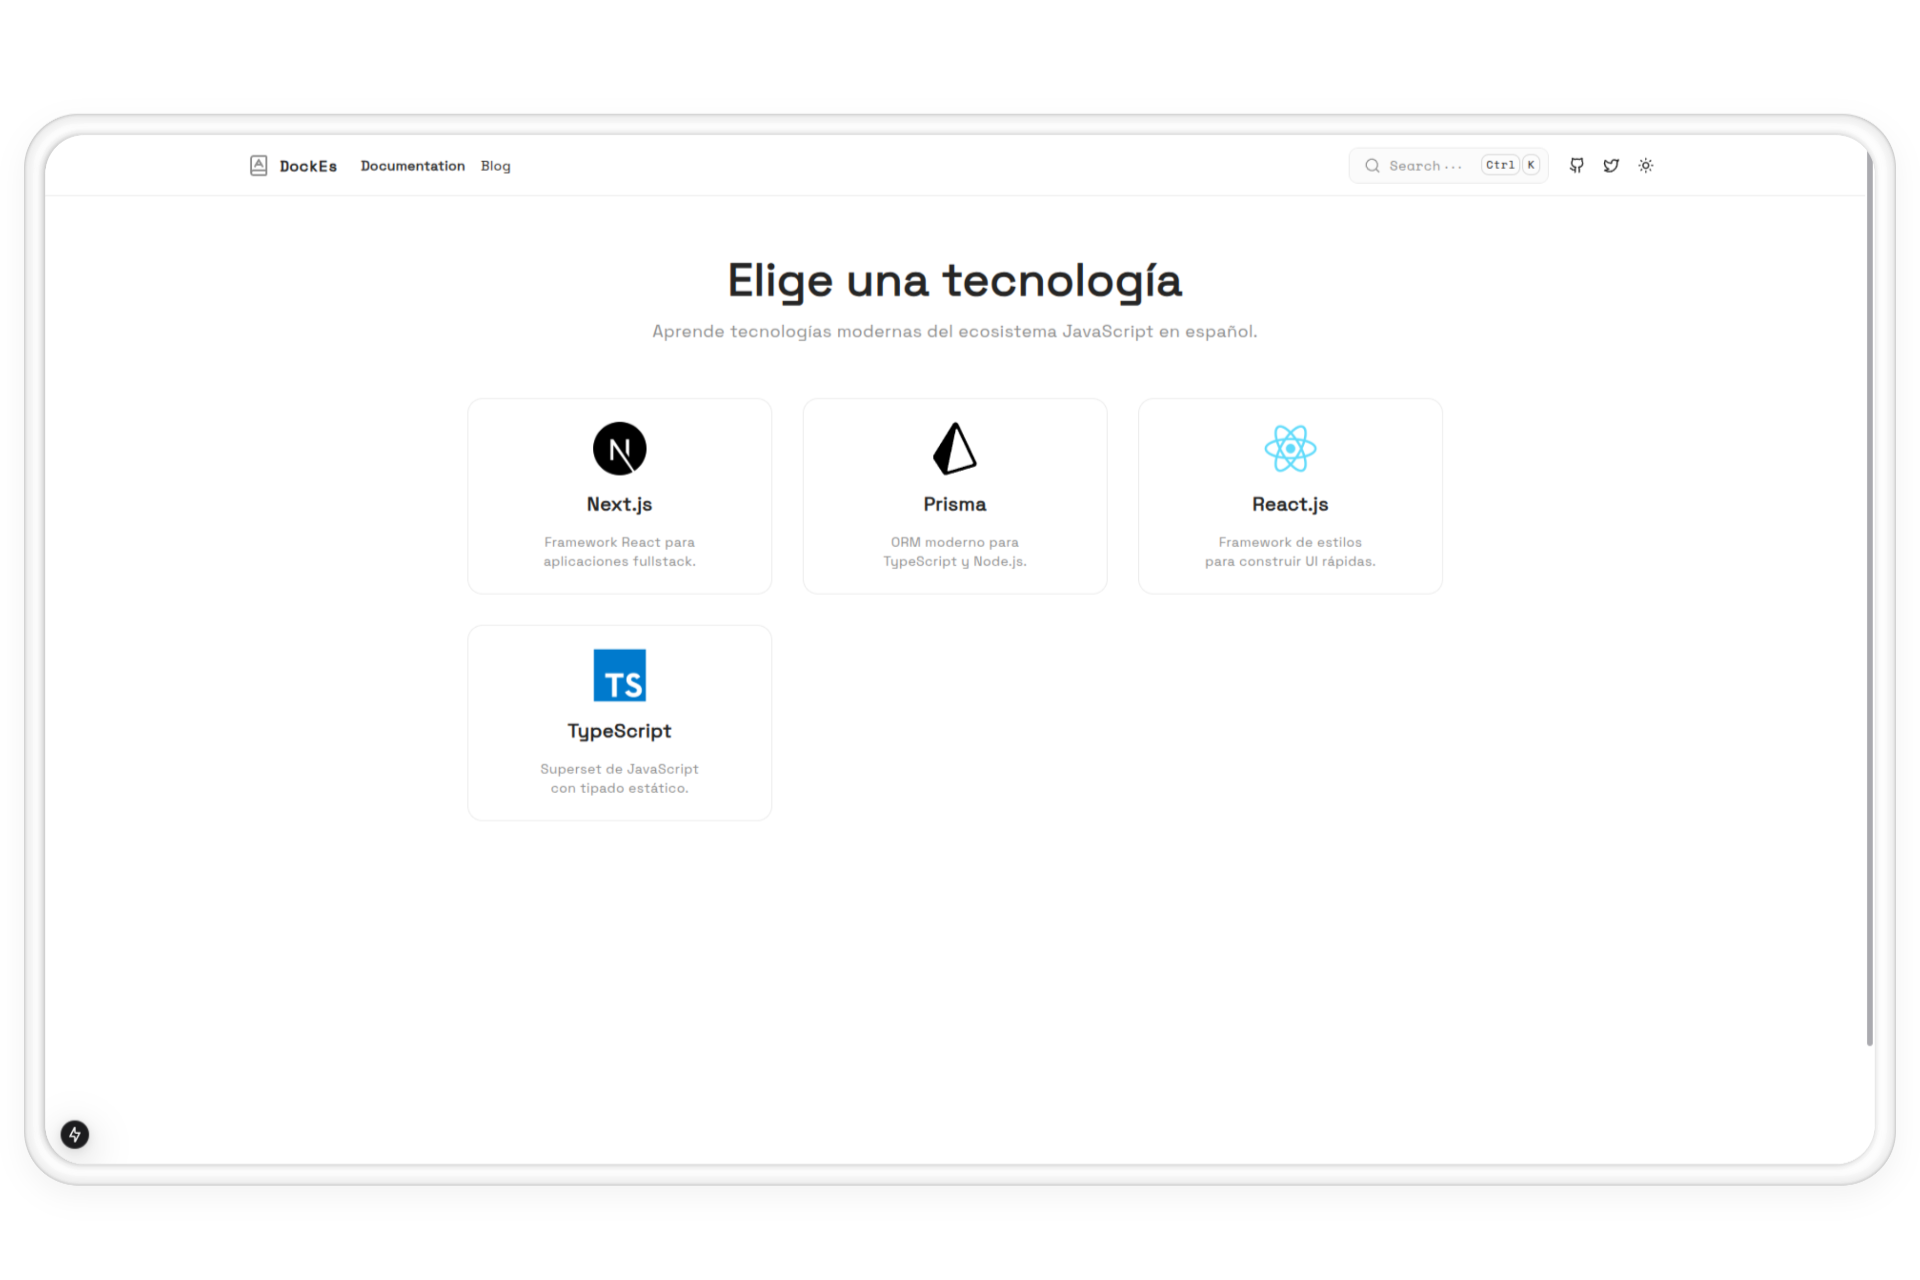 DockEs Documentation Blog Search... Ctrl K
Elige una tecnología
Aprende tecnologías modernas del ecosistema JavaScript en español.
N
Next.js
Framework React para
aplicaciones fullstack.
Prisma
ORM moderno para
TypeScript y Node.js.
React.js
Framework de estilos
para construir UI rápidas.
TS
TypeScript
Superset de JavaScript
con tipado estático.